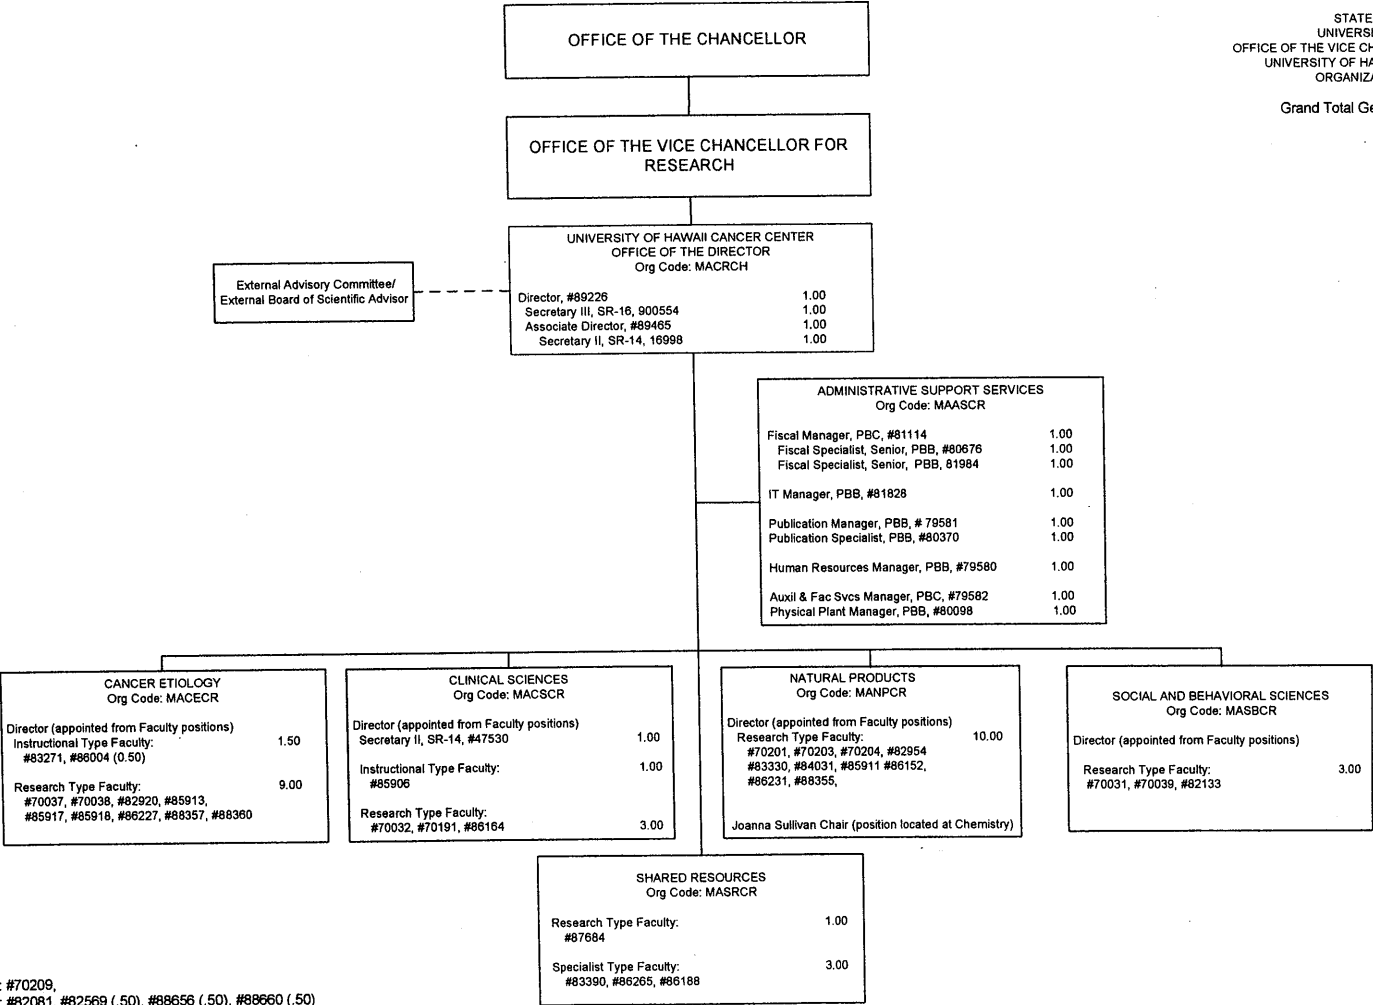 OFFICE OF THE CHANCELLOR
STATE
UNIVERSI
OFFICE OF THE VICE CH
UNIVERSITY OF HA
ORGANIZA
Grand Total Ge
OFFICE OF THE VICE CHANCELLOR FOR
RESEARCH
UNIVERSITY OF HAWAII CANCER CENTER
OFFICE OF THE DIRECTOR
Org Code: MACRCH
Director, #89226 1.00
Secretary III, SR-16, 900554 1.00
Associate Director, #89465 1.00
Secretary II, SR-14, 16998 1.00
External Advisory Committee/
External Board of Scientific Advisor
ADMINISTRATIVE SUPPORT SERVICES
Org Code: MAASCR
Fiscal Manager, PBC, #81114 1.00
Fiscal Specialist, Senior, PBB, #80676 1.00
Fiscal Specialist, Senior, PBB, 81984 1.00
IT Manager, PBB, #81828 1.00
Publication Manager, PBB, # 79581 1.00
Publication Specialist, PBB, #80370 1.00
Human Resources Manager, PBB, #79580 1.00
Auxil & Fac Svcs Manager, PBC, #79582 1.00
Physical Plant Manager, PBB, #80098 1.00
CANCER ETIOLOGY
Org Code: MACECR
Director (appointed from Faculty positions)
Instructional Type Faculty: 1.50
#83271, #86004 (0.50)
Research Type Faculty: 9.00
#70037, #70038, #82920, #85913,
#85917, #85918, #86227, #88357, #88360
CLINICAL SCIENCES
Org Code: MACSCR
Director (appointed from Faculty positions)
Secretary II, SR-14, #47530 1.00
Instructional Type Faculty: 1.00
#85906
Research Type Faculty:
#70032, #70191, #86164 3.00
NATURAL PRODUCTS
Org Code: MANPCR
Director (appointed from Faculty positions)
Research Type Faculty: 10.00
#70201, #70203, #70204, #82954
#83330, #84031, #85911 #86152,
#86231, #88355,
Joanna Sullivan Chair (position located at Chemistry)
SOCIAL AND BEHAVIORAL SCIENCES
Org Code: MASBCR
Director (appointed from Faculty positions)
Research Type Faculty: 3.00
#70031, #70039, #82133
SHARED RESOURCES
Org Code: MASRCR
Research Type Faculty: 1.00
#87684
Specialist Type Faculty: 3.00
#83390, #86265, #86188
: #70209,
: #82081, #82569 (.50), #88656 (.50), #88660 (.50)